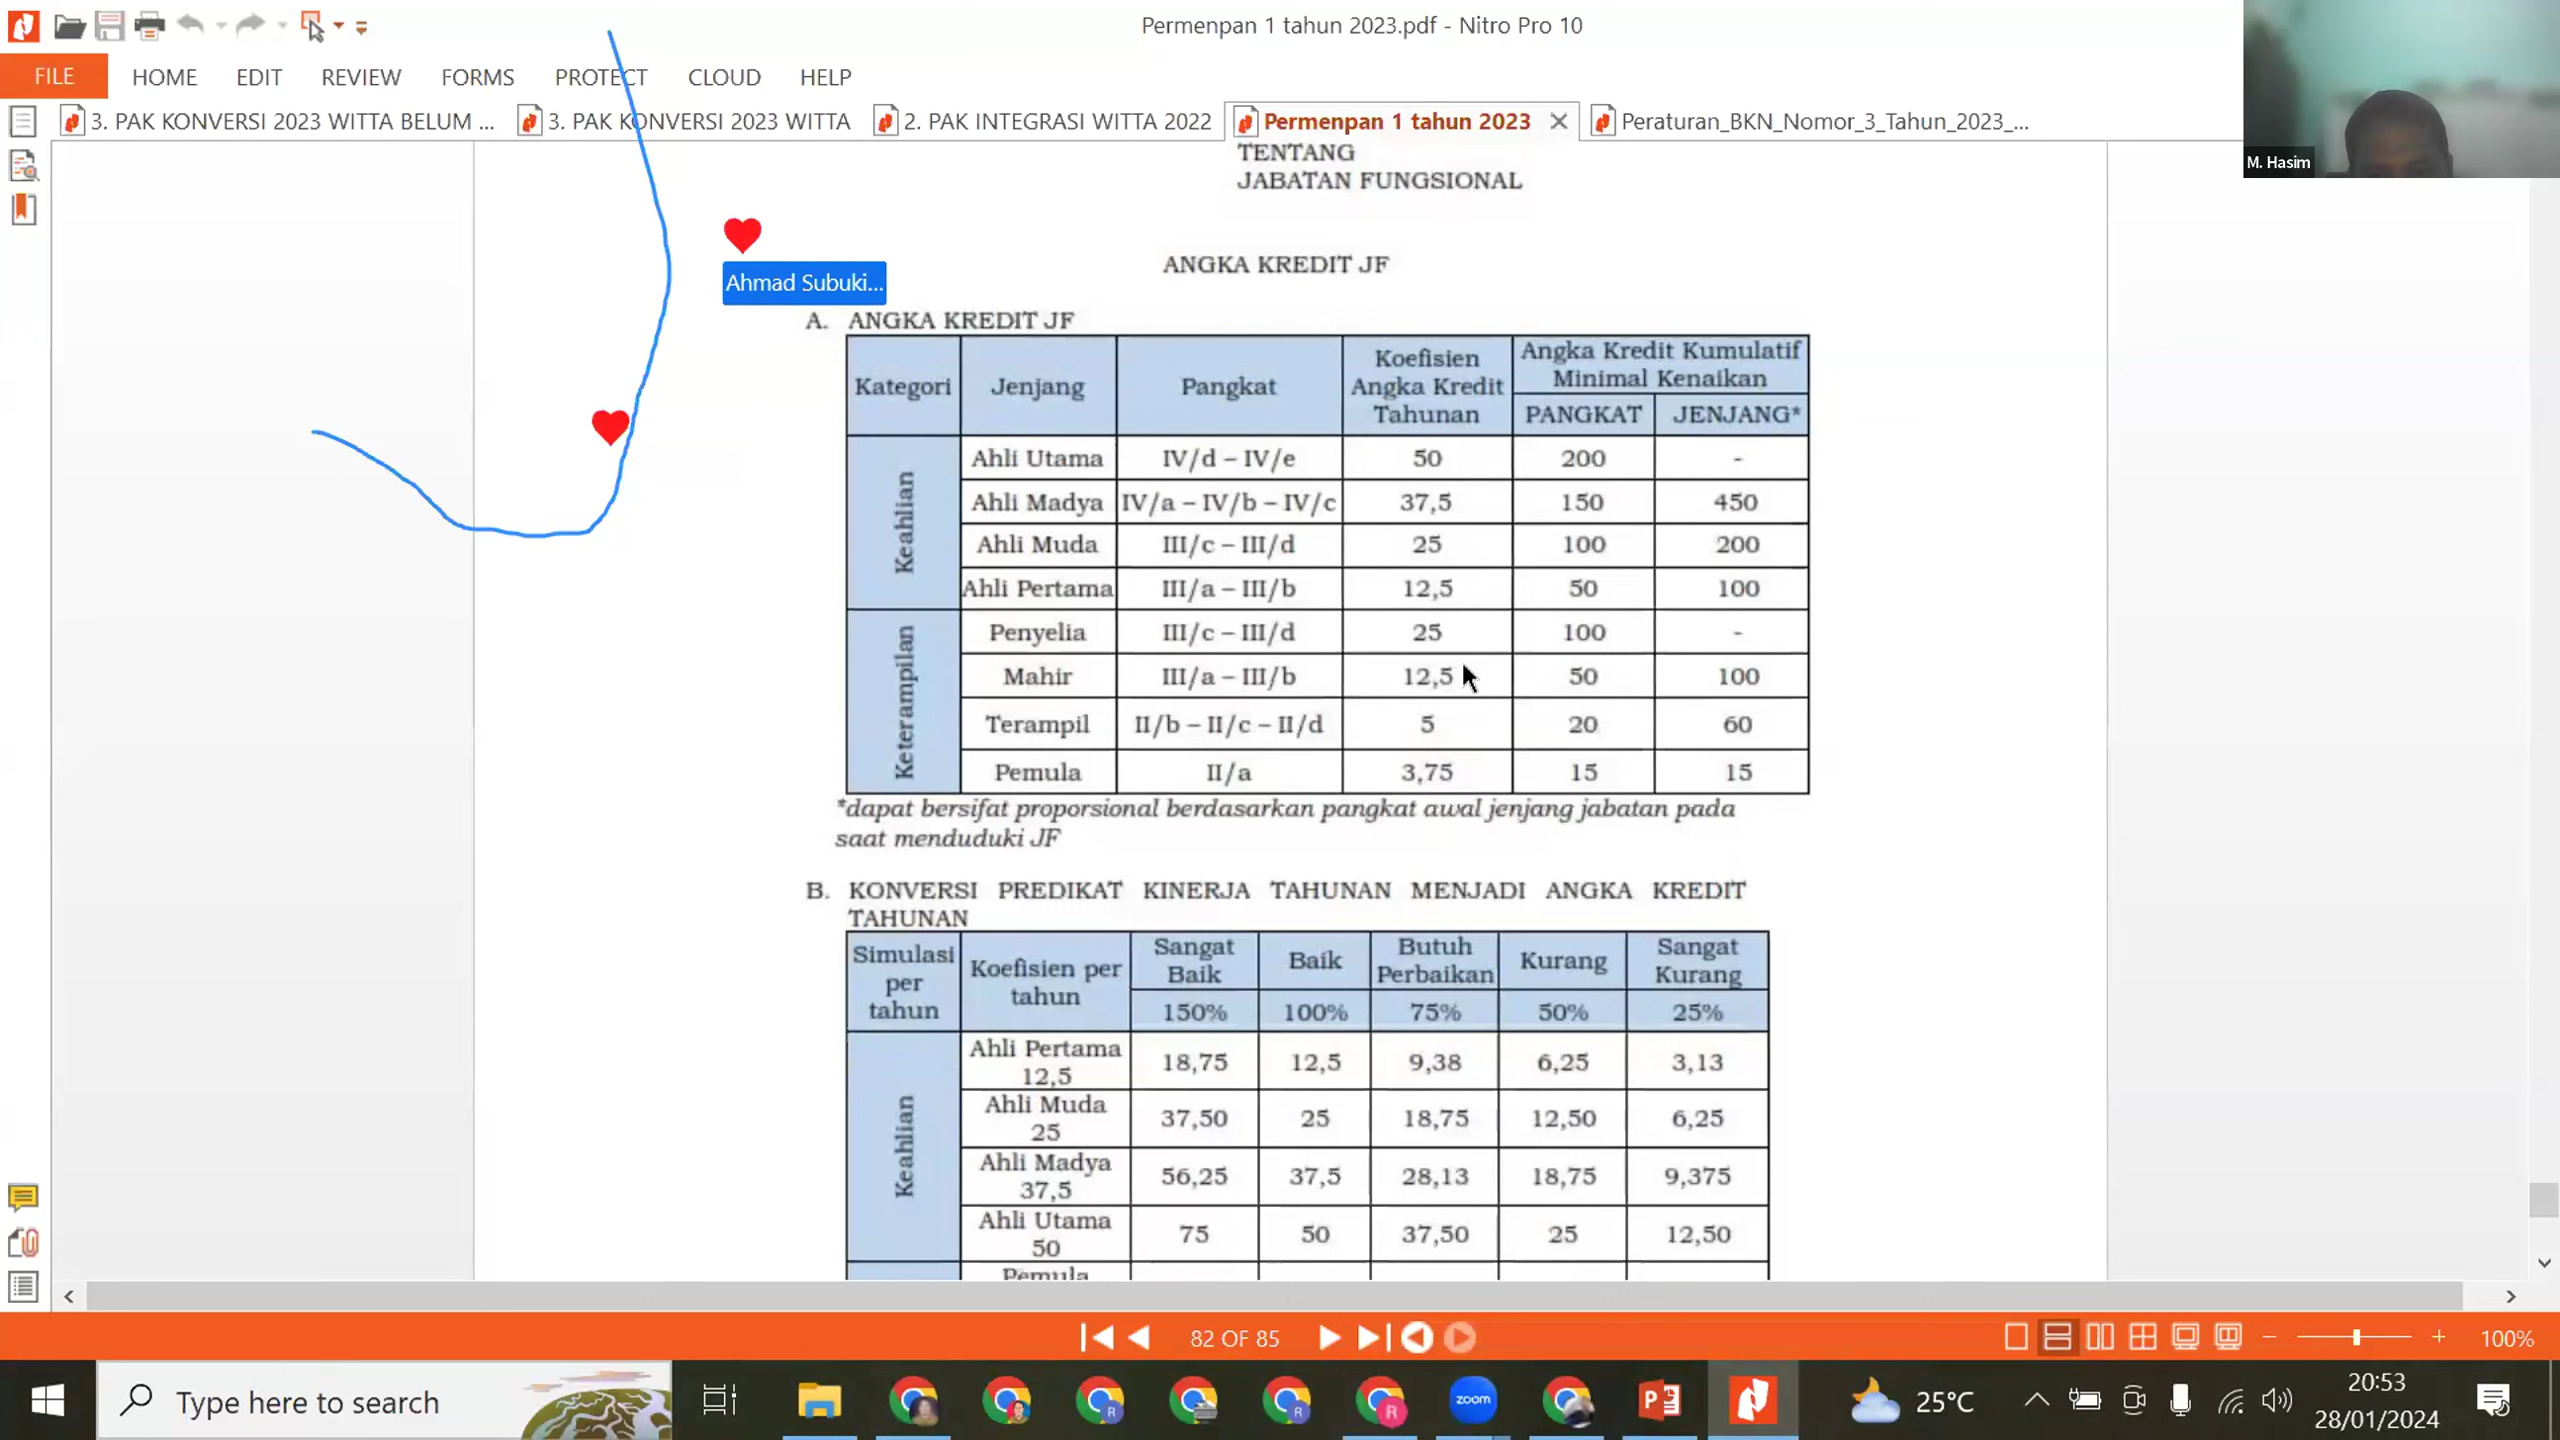 Permenpan 1 tahun 2023.pdf - Nitro Pro 10
FILE HOME EDIT REVIEW FORMS PROTECT CLOUD HELP
3. PAK KONVERSI 2023 WITTA BELUM ... 3. PAK KONVERSI 2023 WITTA 2. PAK INTEGRASI WITTA 2022 Permenpan 1 tahun 2023 Peraturan_BKN_Nomor_3_Tahun_2023_...
M. Hasim
TENTANG
JABATAN FUNGSIONAL
Ahmad Subuki...
ANGKA KREDIT JF
A. ANGKA KREDIT JF
Kategori Jenjang Pangkat Koefisien Angka Kredit Tahunan Angka Kredit Kumulatif Minimal Kenaikan
PANGKAT JENJANG*
Keahlian
Ahli Utama IV/d – IV/e 50 200 -
Ahli Madya IV/a – IV/b – IV/c 37,5 150 450
Ahli Muda III/c – III/d 25 100 200
Ahli Pertama III/a – III/b 12,5 50 100
Keterampilan
Penyelia III/c – III/d 25 100 -
Mahir III/a – III/b 12,5 50 100
Terampil II/b – II/c – II/d 5 20 60
Pemula II/a 3,75 15 15
*dapat bersifat proporsional berdasarkan pangkat awal jenjang jabatan pada
saat menduduki JF
B. KONVERSI PREDIKAT KINERJA TAHUNAN MENJADI ANGKA KREDIT
TAHUNAN
Simulasi per tahun Koefisien per tahun Sangat Baik Baik Butuh Perbaikan Kurang Sangat Kurang
150% 100% 75% 50% 25%
Keahlian
Ahli Pertama 12,5 18,75 12,5 9,38 6,25 3,13
Ahli Muda 25 37,50 25 18,75 12,50 6,25
Ahli Madya 37,5 56,25 37,5 28,13 18,75 9,375
Ahli Utama 50 75 50 37,50 25 12,50
Pemula
82 OF 85
100%
Type here to search
zoom
25°C
20:53
28/01/2024